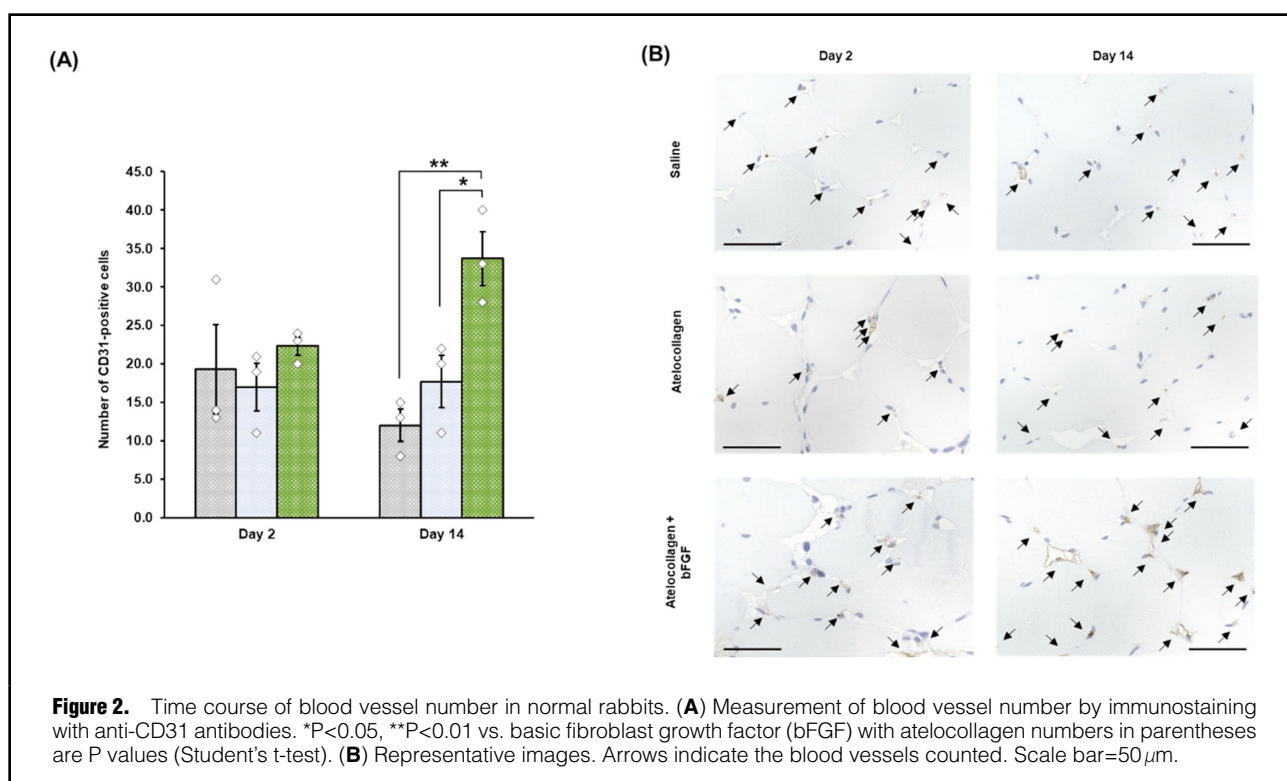 (A)
Number of CD31-positive cells
45.0
40.0
35.0
30.0
25.0
20.0
15.0
10.0
5.0
0.0
**
*
Day 2
Day 14
(B)
Day 2
Day 14
Saline
Atelocollagen
Atelocollagen +
bFGF
Figure 2. Time course of blood vessel number in normal rabbits. (A) Measurement of blood vessel number by immunostaining
with anti-CD31 antibodies. *P<0.05, **P<0.01 vs. basic fibroblast growth factor (bFGF) with atelocollagen numbers in parentheses
are P values (Student's t-test). (B) Representative images. Arrows indicate the blood vessels counted. Scale bar=50 μm.